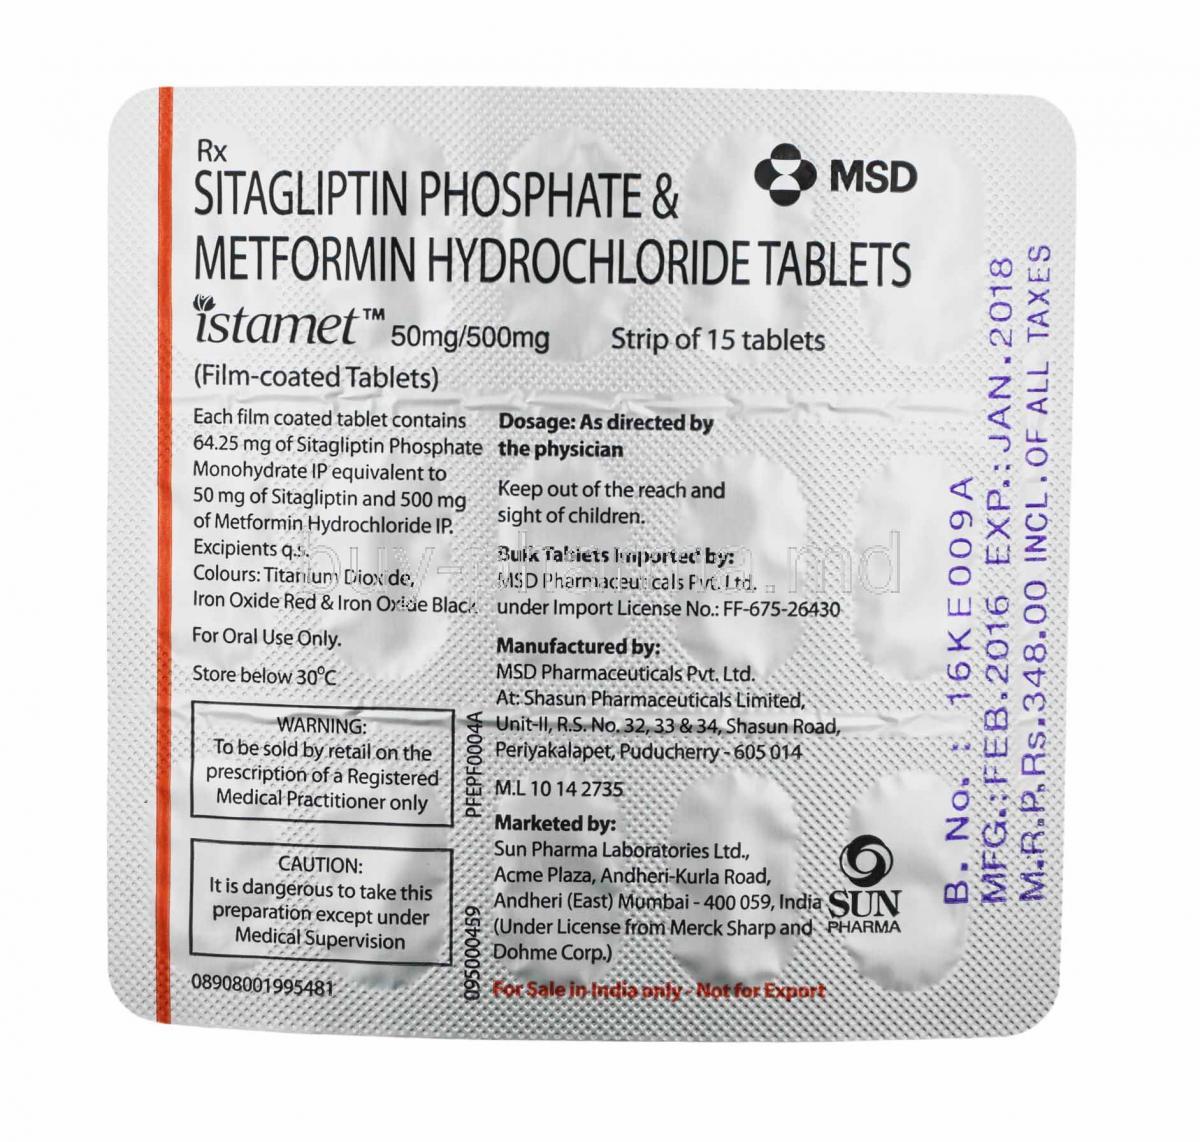 Rx
SITAGLIPTIN PHOSPHATE &
METFORMIN HYDROCHLORIDE TABLETS
MSD
istamet™ 50mg/500mg Strip of 15 tablets
(Film-coated Tablets)
Each film coated tablet contains
64.25 mg of Sitagliptin Phosphate
Monohydrate IP equivalent to
50 mg of Sitagliptin and 500 mg
of Metformin Hydrochloride IP.
Excipients q.s.
Colours: Titanium Dioxide,
Iron Oxide Red & Iron Oxide Black
For Oral Use Only.
Store below 30°C
WARNING:
To be sold by retail on the
prescription of a Registered
Medical Practitioner only
CAUTION:
It is dangerous to take this
preparation except under
Medical Supervision
08908001995481
PFEPF0004A
095000459
Dosage: As directed by
the physician
Keep out of the reach and
sight of children.
Bulk Tablets Imported by:
MSD Pharmaceuticals Pvt. Ltd.
under Import License No.: FF-675-26430
Manufactured by:
MSD Pharmaceuticals Pvt. Ltd.
At: Shasun Pharmaceuticals Limited,
Unit-II, R.S. No. 32, 33 & 34, Shasun Road,
Periyakalapet, Puducherry - 605 014
M.L 10 14 2735
Marketed by:
Sun Pharma Laboratories Ltd.,
Acme Plaza, Andheri-Kurla Road,
Andheri (East) Mumbai - 400 059, India
(Under License from Merck Sharp and
Dohme Corp.)
For Sale in India only - Not for Export
SUN
PHARMA
B. No. : 16KE009A
MFG.:FEB.2016 EXP.:JAN.2018
M.R.P.Rs.348.00 INCL.OF ALL TAXES
buy-pharma.md